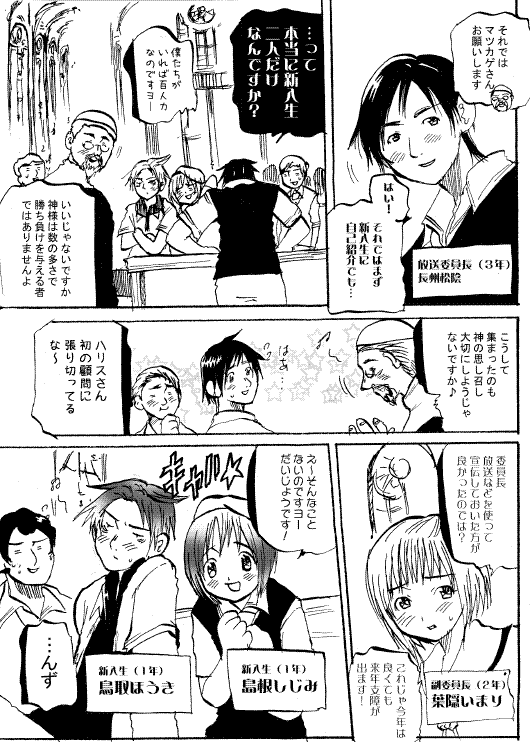 それでは
マツカゲさん
お願いします
はい！
それではまず
新入生に
自己紹介でも…
放送委員長（３年）
長州松陰
…って
本当に新入生
二人だけ
なんですか？
僕たちが
いれば百人力
なのですヨー
いいじゃないですか
神様は数の多さで
勝ち負けを与える者
ではありませんよ
こうして
集まったのも
神の思し召し
大切にしようじゃ
ないですか♪
はあ…
ハリスさん
初の顧問に
張り切ってる
な～
委員長
放送などを使って
宣伝しておいた方が
良かったのでは？
これじゃ今年は
良くても
来年支障が
出ます！
副委員長（２年）
葉隠いまり
え～そんなこと
ないのですヨー
だいじょうです！
キャパ☆
新入生（１年）
島根しじみ
新入生（１年）
鳥取ほうき
…んず